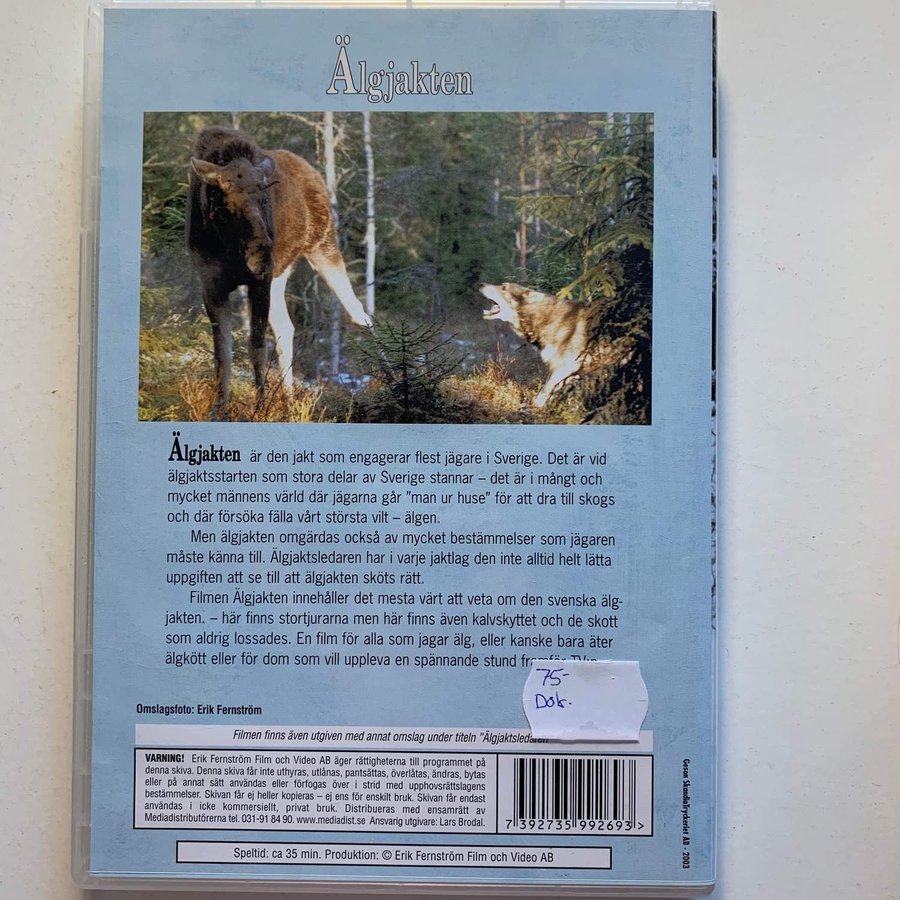 Älgjakten
Älgjakten är den jakt som engagerar flest jägare i Sverige. Det är vid
älgjaktsstarten som stora delar av Sverige stannar – det är i mångt och
mycket männens värld där jägarna går "man ur huse" för att dra till skogs
och där försöka fälla vårt största vilt – älgen.
Men älgjakten omgärdas också av mycket bestämmelser som jägaren
måste känna till. Älgjaktsledaren har i varje jaktlag den inte alltid helt lätta
uppgiften att se till att älgjakten sköts rätt.
Filmen Älgjakten innehåller det mesta värt att veta om den svenska älg-
jakten. – här finns stortjurarna men här finns även kalvskyttet och de skott
som aldrig lossades. En film för alla som jagar älg, eller kanske bara äter
älgkött eller för dom som vill uppleva en spännande stund framför TV:n
75-
Dok.
Omslagsfoto: Erik Fernström
Filmen finns även utgiven med annat omslag under titeln "Älgjaktsledaren
VARNING! Erik Fernström Film och Video AB äger rättigheterna till programmet på
denna skiva. Denna skiva får inte uthyras, utlånas, pantsättas, överlåtas, ändras, bytas
eller på annat sätt användas eller förfogas över i strid med upphovsrättslagens
bestämmelser. Skivan får ej heller kopieras – ej ens för enskilt bruk. Skivan får endast
användas i icke kommersiellt, privat bruk. Distribueras med ensamrätt av
Mediadistributörerna tel. 031-91 84 90. www.mediadist.se Ansvarig utgivare: Lars Brodal.
7 392735 992693 >
Speltid: ca 35 min. Produktion: © Erik Fernström Film och Video AB
Geson SkandiaTryckeriet AB - 2003